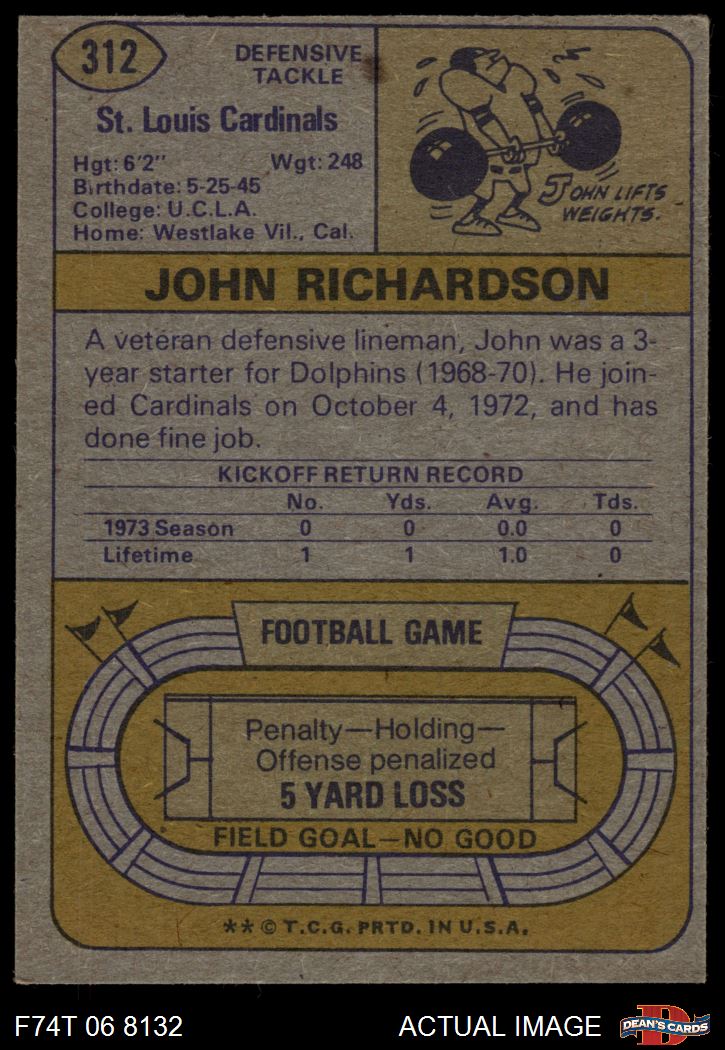 312
DEFENSIVE
TACKLE
St. Louis Cardinals
Hgt: 6'2" Wgt: 248
Birthdate: 5-25-45
College: U.C.L.A.
Home: Westlake Vil., Cal.
JOHN LIFTS
WEIGHTS.
JOHN RICHARDSON
A veteran defensive lineman, John was a 3-
year starter for Dolphins (1968-70). He join-
ed Cardinals on October 4, 1972, and has
done fine job.
KICKOFF RETURN RECORD
No. Yds. Avg. Tds.
1973 Season 0 0 0.0 0
Lifetime 1 1 1.0 0
FOOTBALL GAME
Penalty—Holding—
Offense penalized
5 YARD LOSS
FIELD GOAL—NO GOOD
** © T.C.G. PRTD. IN U.S.A.
F74T 06 8132 ACTUAL IMAGE
D
DEAN'S CARDS